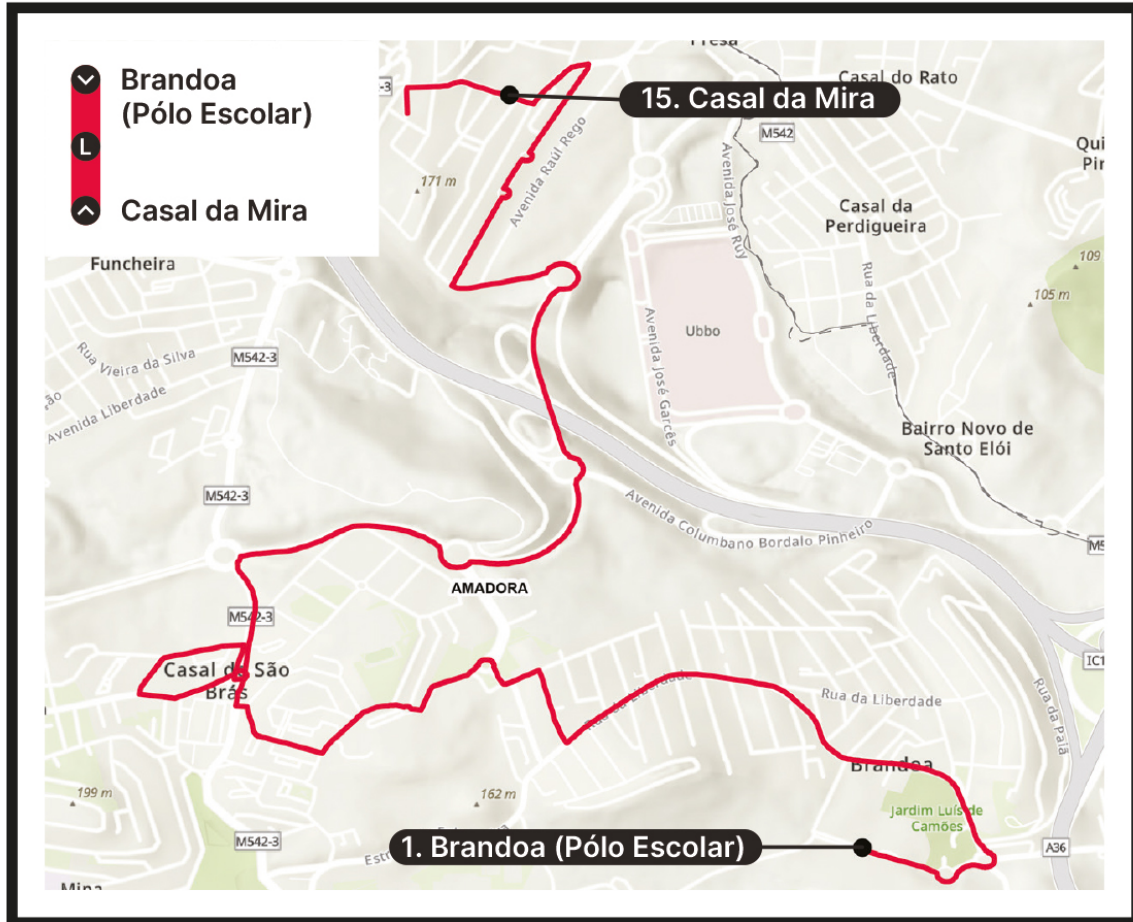 Brandoa
(Pólo Escolar)
L
Casal da Mira
15. Casal da Mira
Casal do Rato
M542
-3
171 m
Avenida Raúl Rego
Avenida José Ruy
Casal da
Perdigueira
109
105 m
Funcheira
Rua da Liberdade
Ubbo
Avenida José Garcês
Rua Vieira da Silva
M542-3
Avenida Liberdade
Bairro Novo de
Santo Elói
M542-3
Avenida Columbano Bordalo Pinheiro
AMADORA
M542-3
Casal de São
Brás
IC1
Rua da Liberdade
Rua da Liberdade
Rua da Paiã
Brandoa
199 m
162 m
Jardim Luís de
Camões
M542-3
1. Brandoa (Pólo Escolar)
A36
Mina